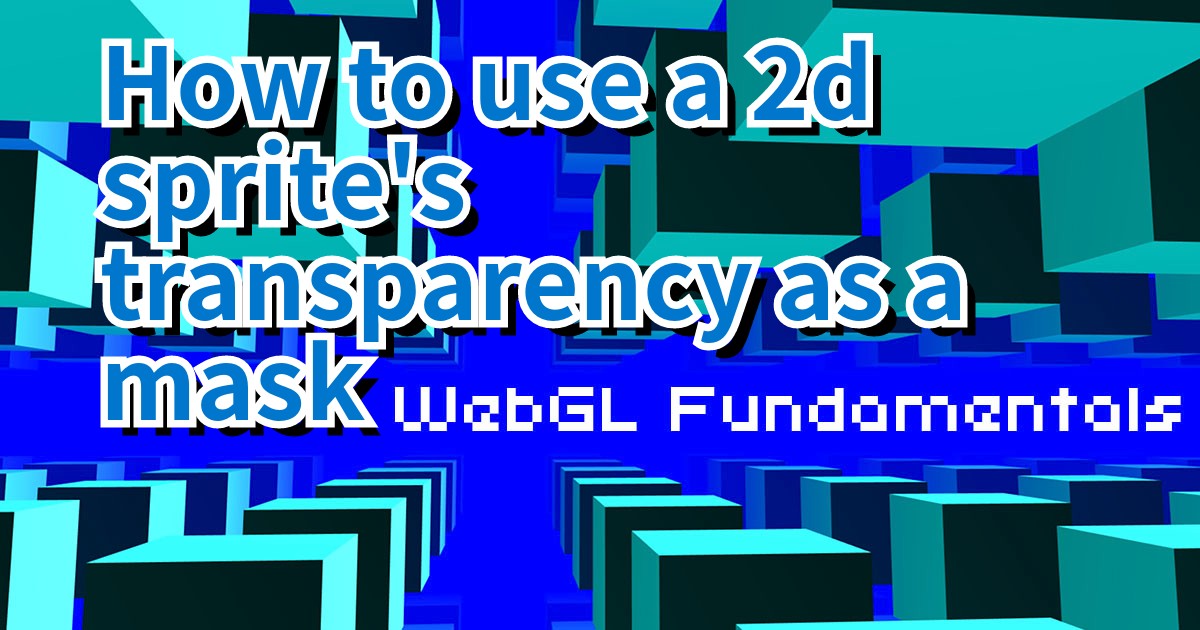 How to use a 2d
sprite's
transparency as a
mask
WebGL Fundamentals